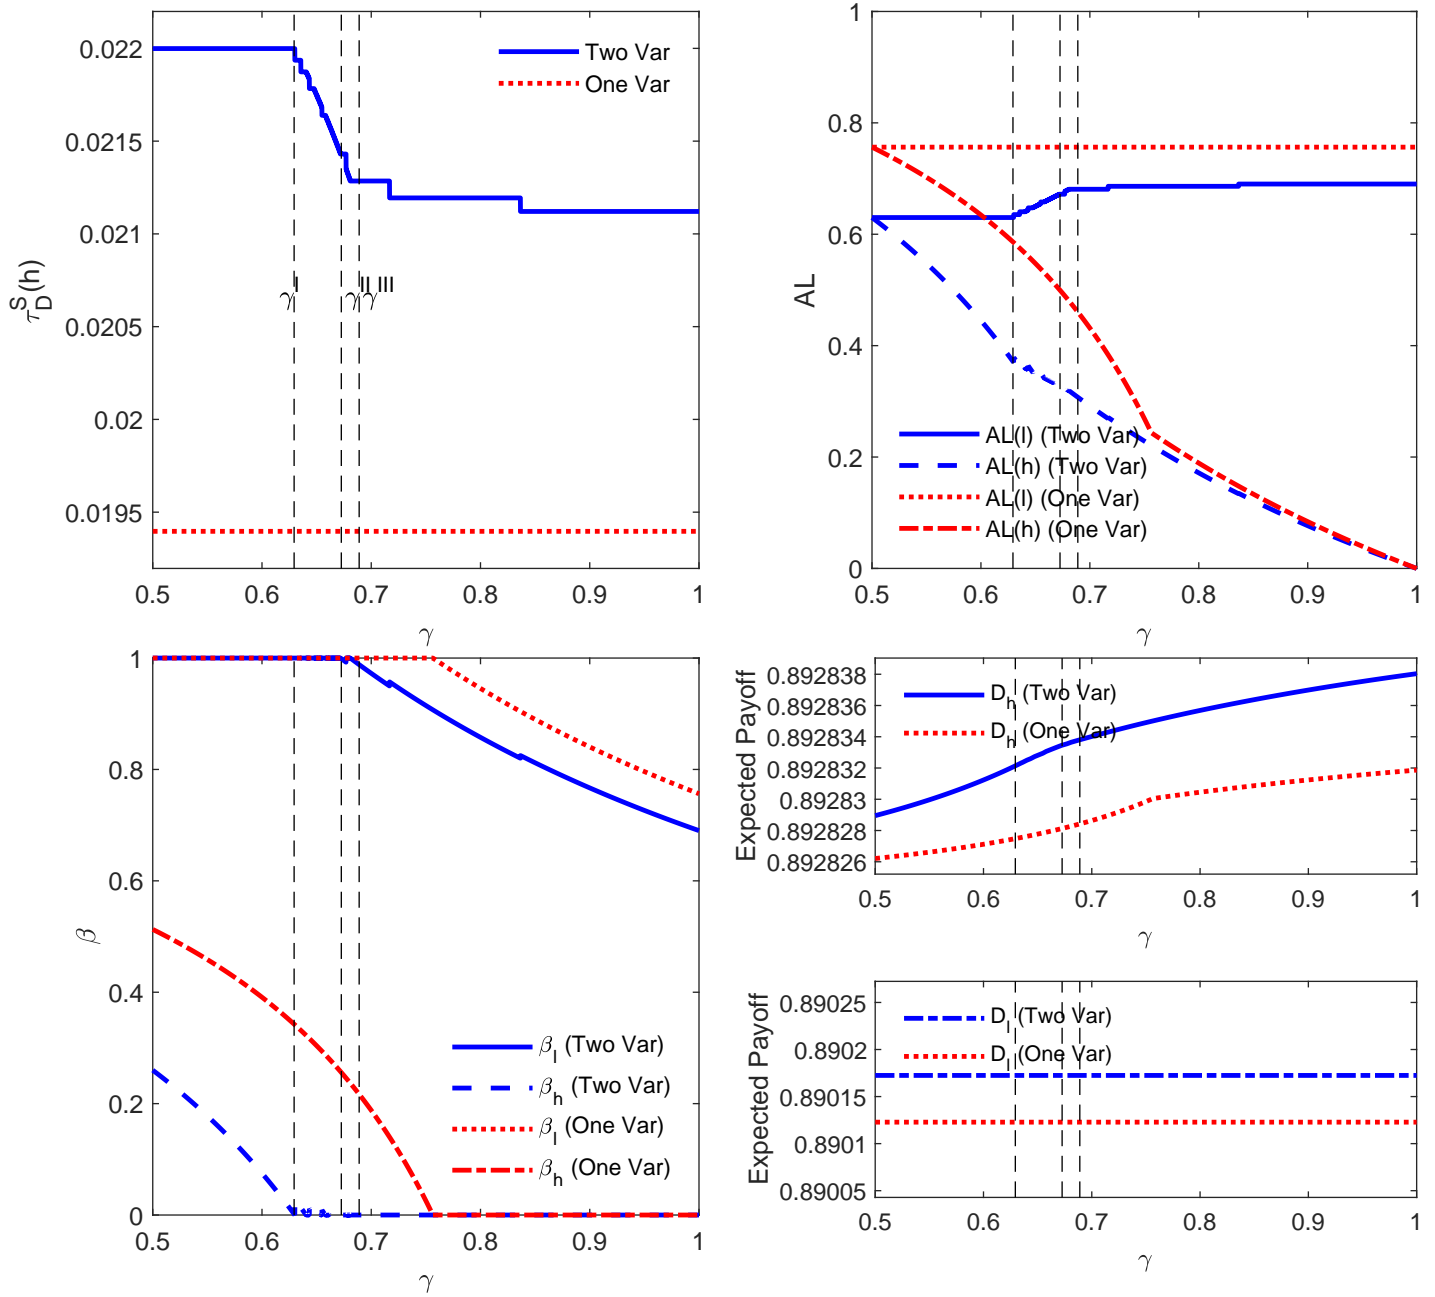 0.022
0.0215
0.021
0.0205
0.02
0.0195
τ_D^S(h)
Two Var
One Var
γ^I
γ^II
γ^III
0.5 0.6 0.7 0.8 0.9 1
γ
1
0.8
0.6
0.4
0.2
0
AL
AL(l) (Two Var)
AL(h) (Two Var)
AL(l) (One Var)
AL(h) (One Var)
0.5 0.6 0.7 0.8 0.9 1
γ
1
0.8
0.6
0.4
0.2
0
β
β_l (Two Var)
β_h (Two Var)
β_l (One Var)
β_h (One Var)
0.5 0.6 0.7 0.8 0.9 1
γ
0.892838
0.892836
0.892834
0.892832
0.89283
0.892828
0.892826
Expected Payoff
D_h (Two Var)
D_h (One Var)
0.5 0.6 0.7 0.8 0.9 1
γ
0.89025
0.8902
0.89015
0.8901
0.89005
Expected Payoff
D_l (Two Var)
D_l (One Var)
0.5 0.6 0.7 0.8 0.9 1
γ